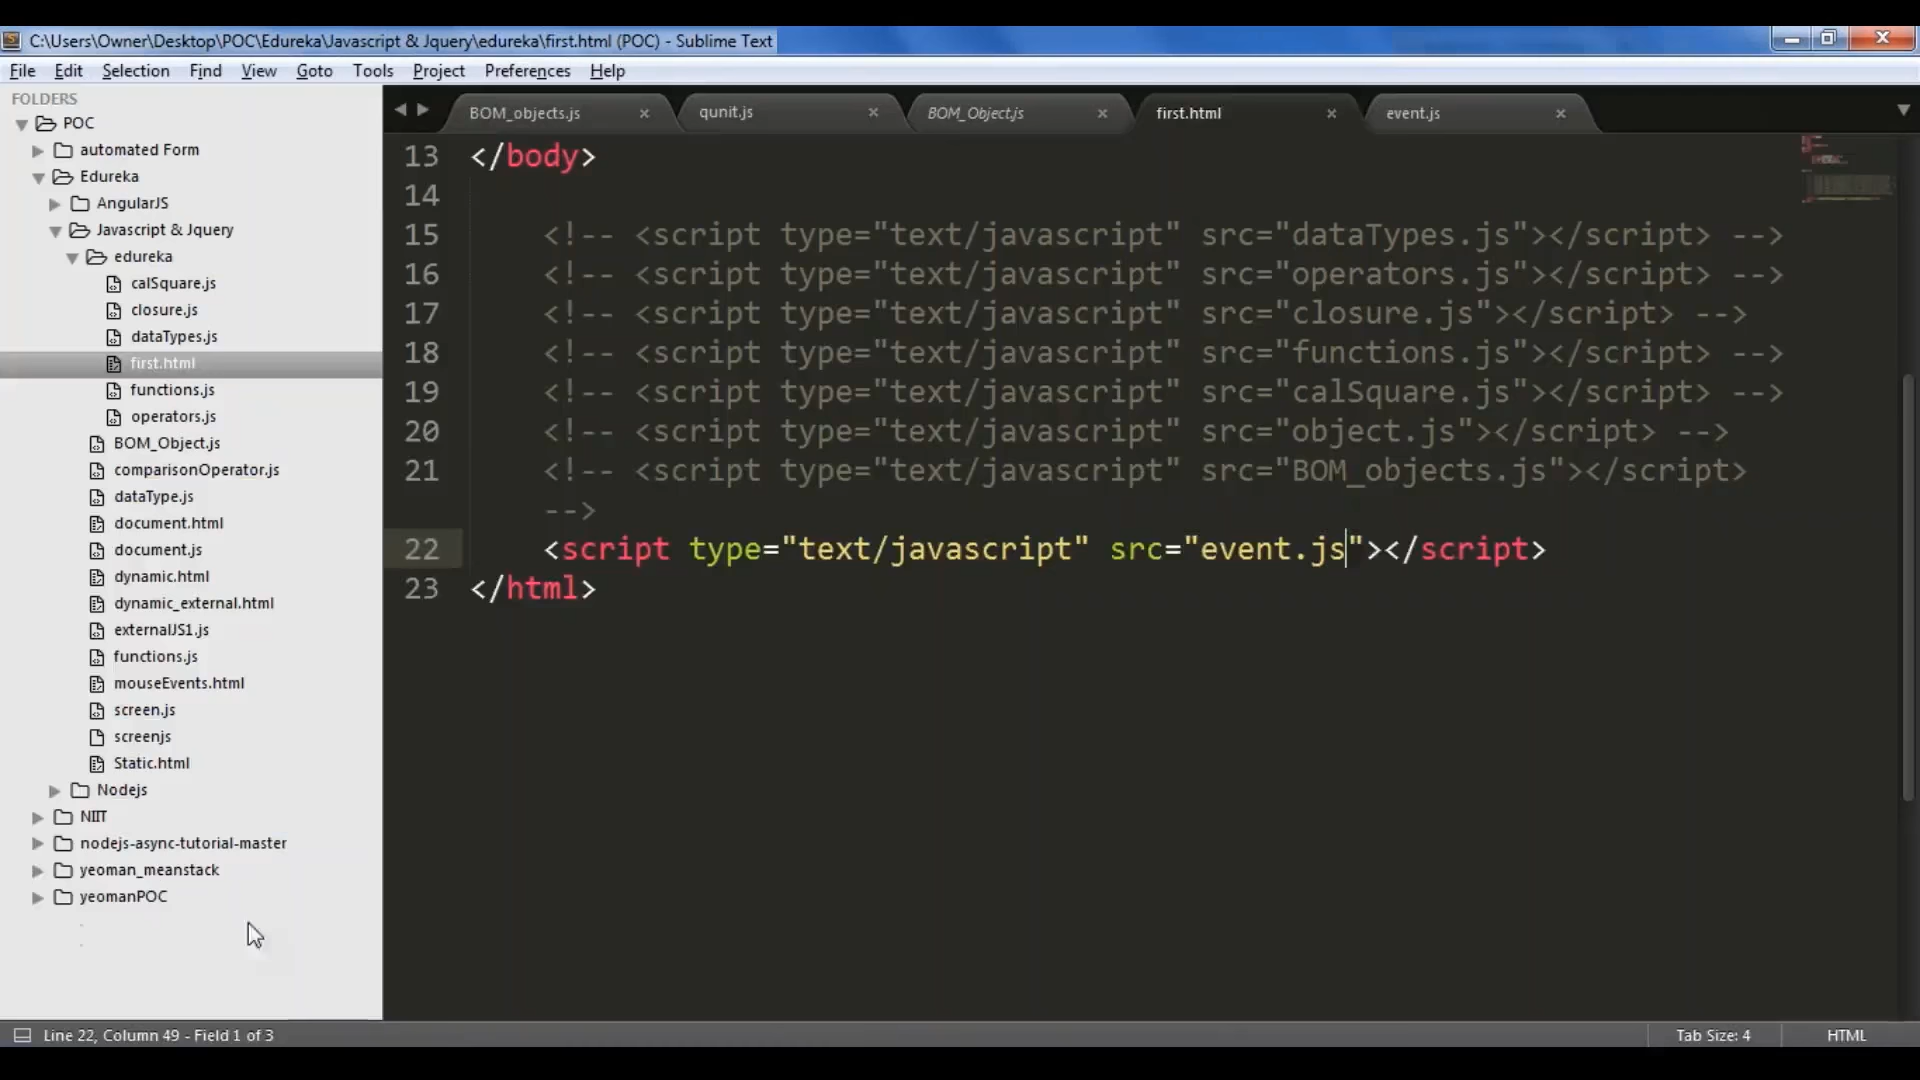 C:\Users\Owner\Desktop\POC\Edureka\Javascript & Jquery\edureka\first.html (POC) - Sublime Text
File Edit Selection Find View Goto Tools Project Preferences Help
FOLDERS
POC
automated Form
Edureka
AngularJS
Javascript & Jquery
edureka
calSquare.js
closure.js
dataTypes.js
first.html
functions.js
operators.js
BOM_Object.js
comparisonOperator.js
dataType.js
document.html
document.js
dynamic.html
dynamic_external.html
externalJS1.js
functions.js
mouseEvents.html
screen.js
screenjs
Static.html
Nodejs
NIIT
nodejs-async-tutorial-master
yeoman_meanstack
yeomanPOC
BOM_objects.js qunit.js BOM_Object.js first.html event.js
13 </body>
14
15 <!-- <script type="text/javascript" src="dataTypes.js"></script> -->
16 <!-- <script type="text/javascript" src="operators.js"></script> -->
17 <!-- <script type="text/javascript" src="closure.js"></script> -->
18 <!-- <script type="text/javascript" src="functions.js"></script> -->
19 <!-- <script type="text/javascript" src="calSquare.js"></script> -->
20 <!-- <script type="text/javascript" src="object.js"></script> -->
21 <!-- <script type="text/javascript" src="BOM_objects.js"></script>
-->
22 <script type="text/javascript" src="event.js"></script>
23 </html>
Line 22, Column 49 - Field 1 of 3 Tab Size: 4 HTML